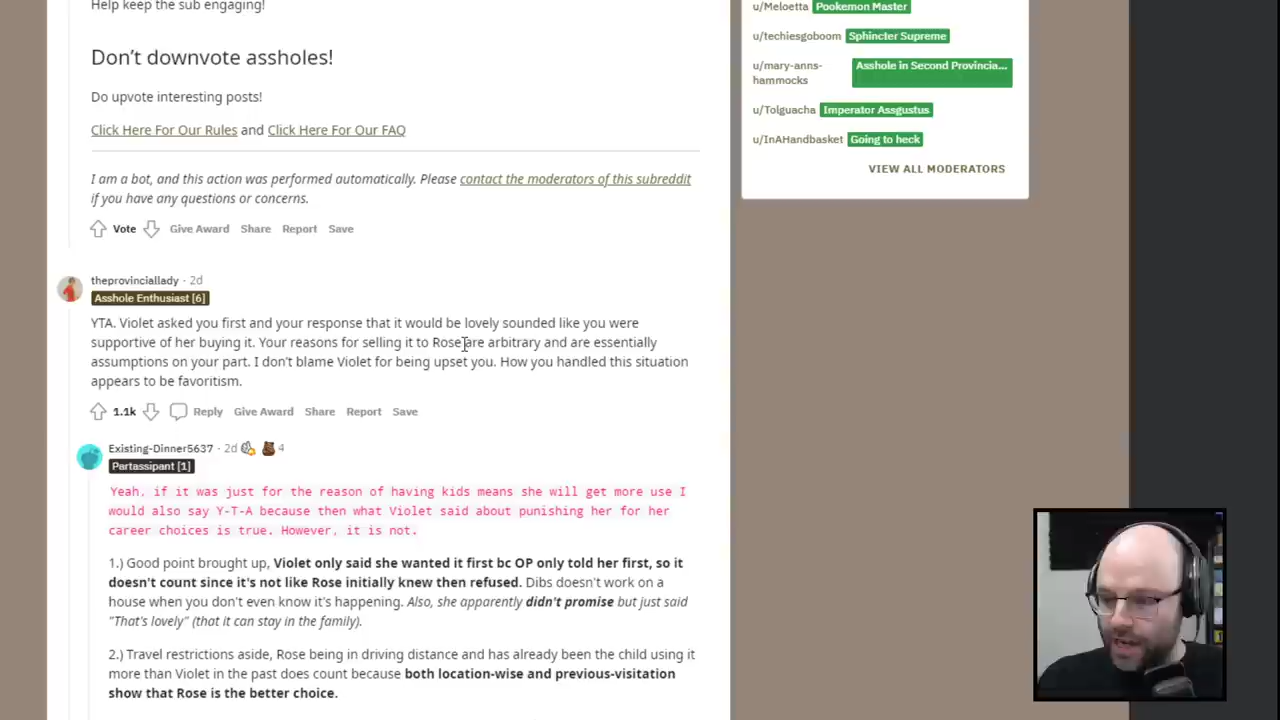 Help keep the sub engaging!
Don’t downvote assholes!
Do upvote interesting posts!
Click Here For Our Rules and Click Here For Our FAQ
I am a bot, and this action was performed automatically. Please contact the moderators of this subreddit
if you have any questions or concerns.
Vote Give Award Share Report Save
theprovinciallady · 2d
Asshole Enthusiast [6]
YTA. Violet asked you first and your response that it would be lovely sounded like you were
supportive of her buying it. Your reasons for selling it to Rose are arbitrary and are essentially
assumptions on your part. I don’t blame Violet for being upset you. How you handled this situation
appears to be favoritism.
1.1k Reply Give Award Share Report Save
Existing-Dinner5637 · 2d 4
Partassipant [1]
Yeah, if it was just for the reason of having kids means she will get more use I
would also say Y-T-A because then what Violet said about punishing her for her
career choices is true. However, it is not.
1.) Good point brought up, Violet only said she wanted it first bc OP only told her first, so it
doesn't count since it's not like Rose initially knew then refused. Dibs doesn't work on a
house when you don't even know it's happening. Also, she apparently didn't promise but just said
"That's lovely" (that it can stay in the family).
2.) Travel restrictions aside, Rose being in driving distance and has already been the child using it
more than Violet in the past does count because both location-wise and previous-visitation
show that Rose is the better choice.
u/Meloetta Pookemon Master
u/techiesgoboom Sphincter Supreme
u/mary-anns-
hammocks Asshole in Second Provincia...
u/Tolguacha Imperator Assgustus
u/InAHandbasket Going to heck
VIEW ALL MODERATORS